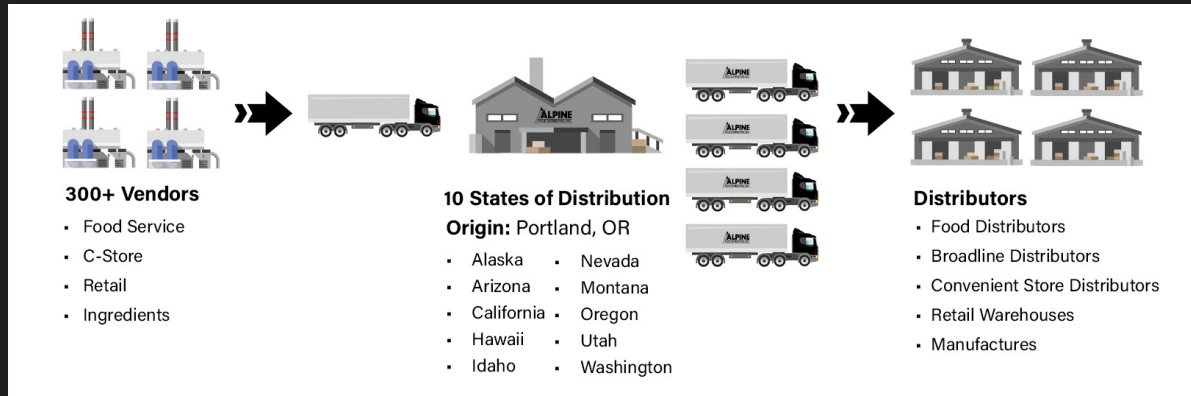 300+ Vendors
Food Service
C-Store
Retail
Ingredients
ALPINE
10 States of Distribution
Origin: Portland, OR
Alaska
Arizona
California
Hawaii
Idaho
Nevada
Montana
Oregon
Utah
Washington
ALPINE
ALPINE
ALPINE
ALPINE
Distributors
Food Distributors
Broadline Distributors
Convenient Store Distributors
Retail Warehouses
Manufactures